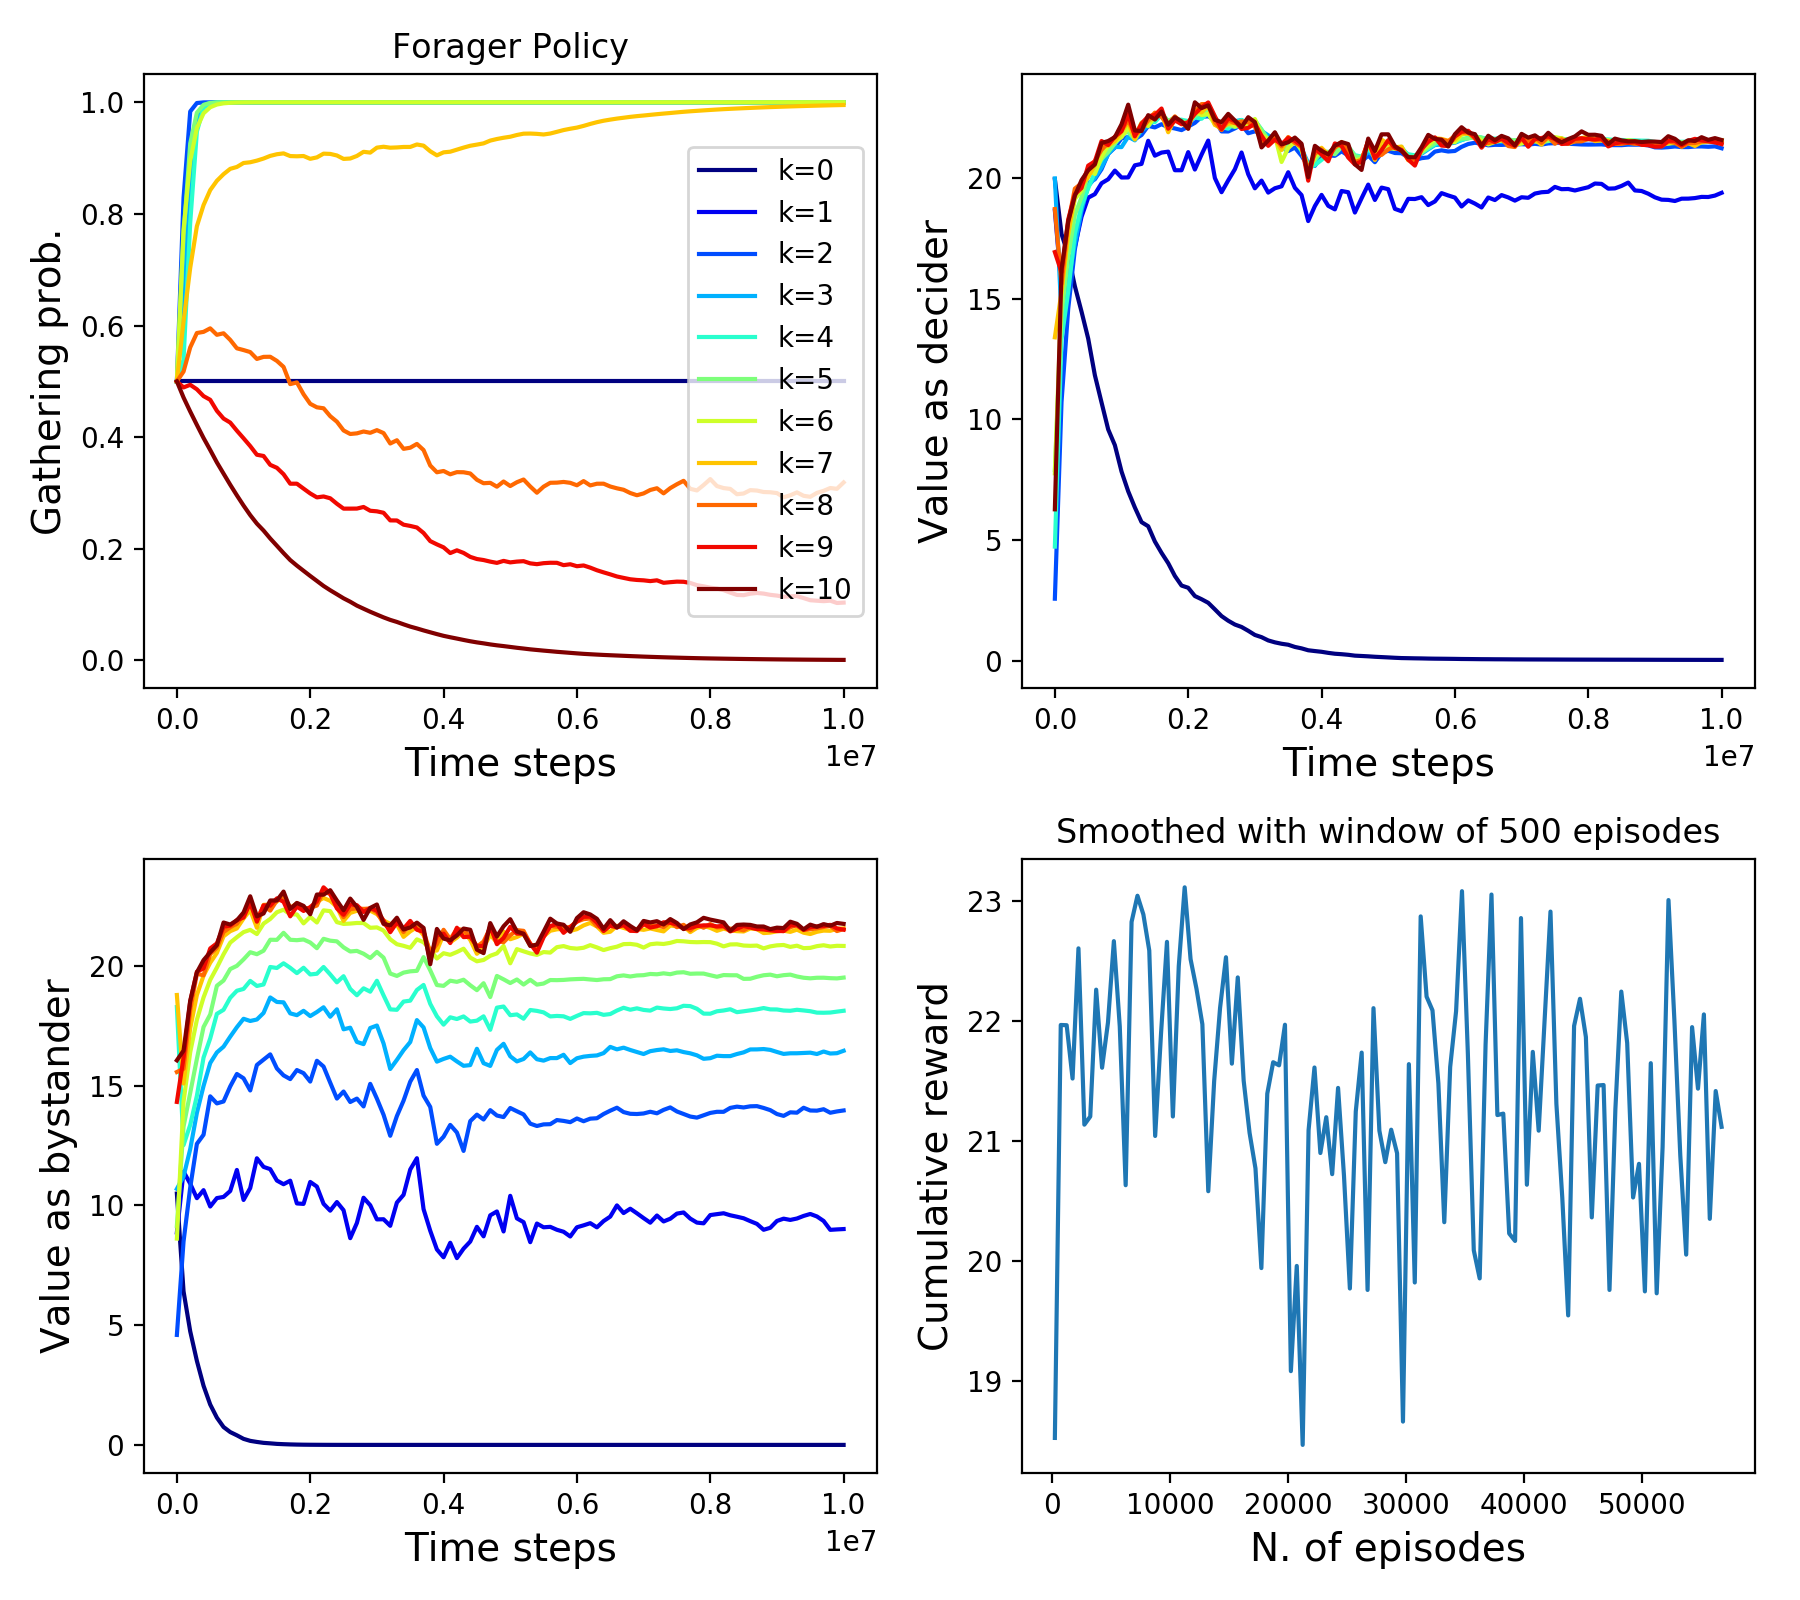 Forager Policy
Gathering prob.
1.0
0.8
0.6
0.4
0.2
0.0
k=0
k=1
k=2
k=3
k=4
k=5
k=6
k=7
k=8
k=9
k=10
0.0 0.2 0.4 0.6 0.8 1.0
1e7
Time steps
Value as decider
20
15
10
5
0
0.0 0.2 0.4 0.6 0.8 1.0
1e7
Time steps
Value as bystander
20
15
10
5
0
0.0 0.2 0.4 0.6 0.8 1.0
1e7
Time steps
Smoothed with window of 500 episodes
Cumulative reward
23
22
21
20
19
0 10000 20000 30000 40000 50000
N. of episodes